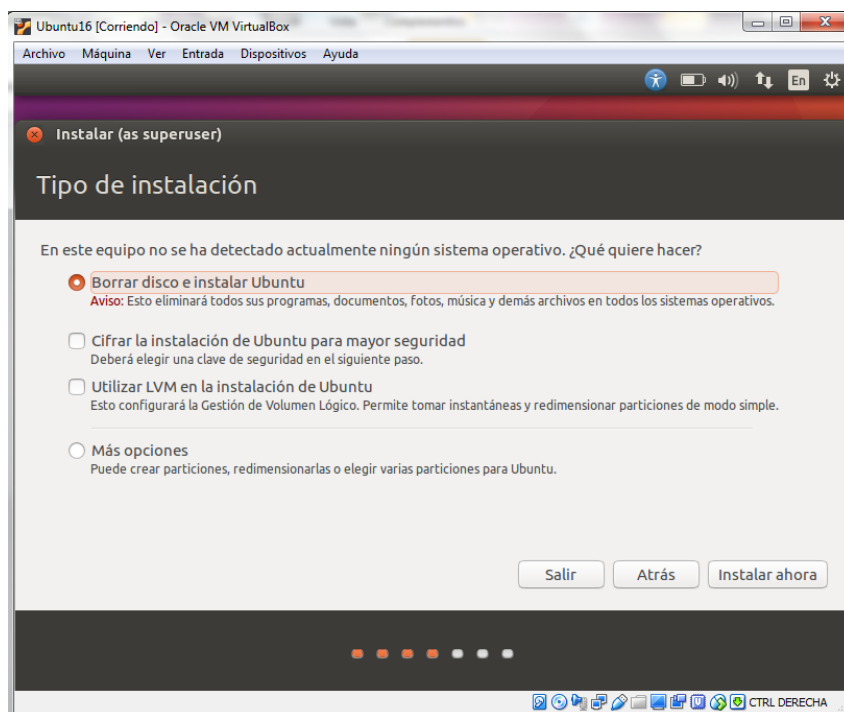 Ubuntu16 [Corriendo] - Oracle VM VirtualBox
Archivo Máquina Ver Entrada Dispositivos Ayuda
En
Instalar (as superuser)
Tipo de instalación
En este equipo no se ha detectado actualmente ningún sistema operativo. ¿Qué quiere hacer?
Borrar disco e instalar Ubuntu
Aviso: Esto eliminará todos sus programas, documentos, fotos, música y demás archivos en todos los sistemas operativos.
Cifrar la instalación de Ubuntu para mayor seguridad
Deberá elegir una clave de seguridad en el siguiente paso.
Utilizar LVM en la instalación de Ubuntu
Esto configurará la Gestión de Volumen Lógico. Permite tomar instantáneas y redimensionar particiones de modo simple.
Más opciones
Puede crear particiones, redimensionarlas o elegir varias particiones para Ubuntu.
Salir Atrás Instalar ahora
CTRL DERECHA